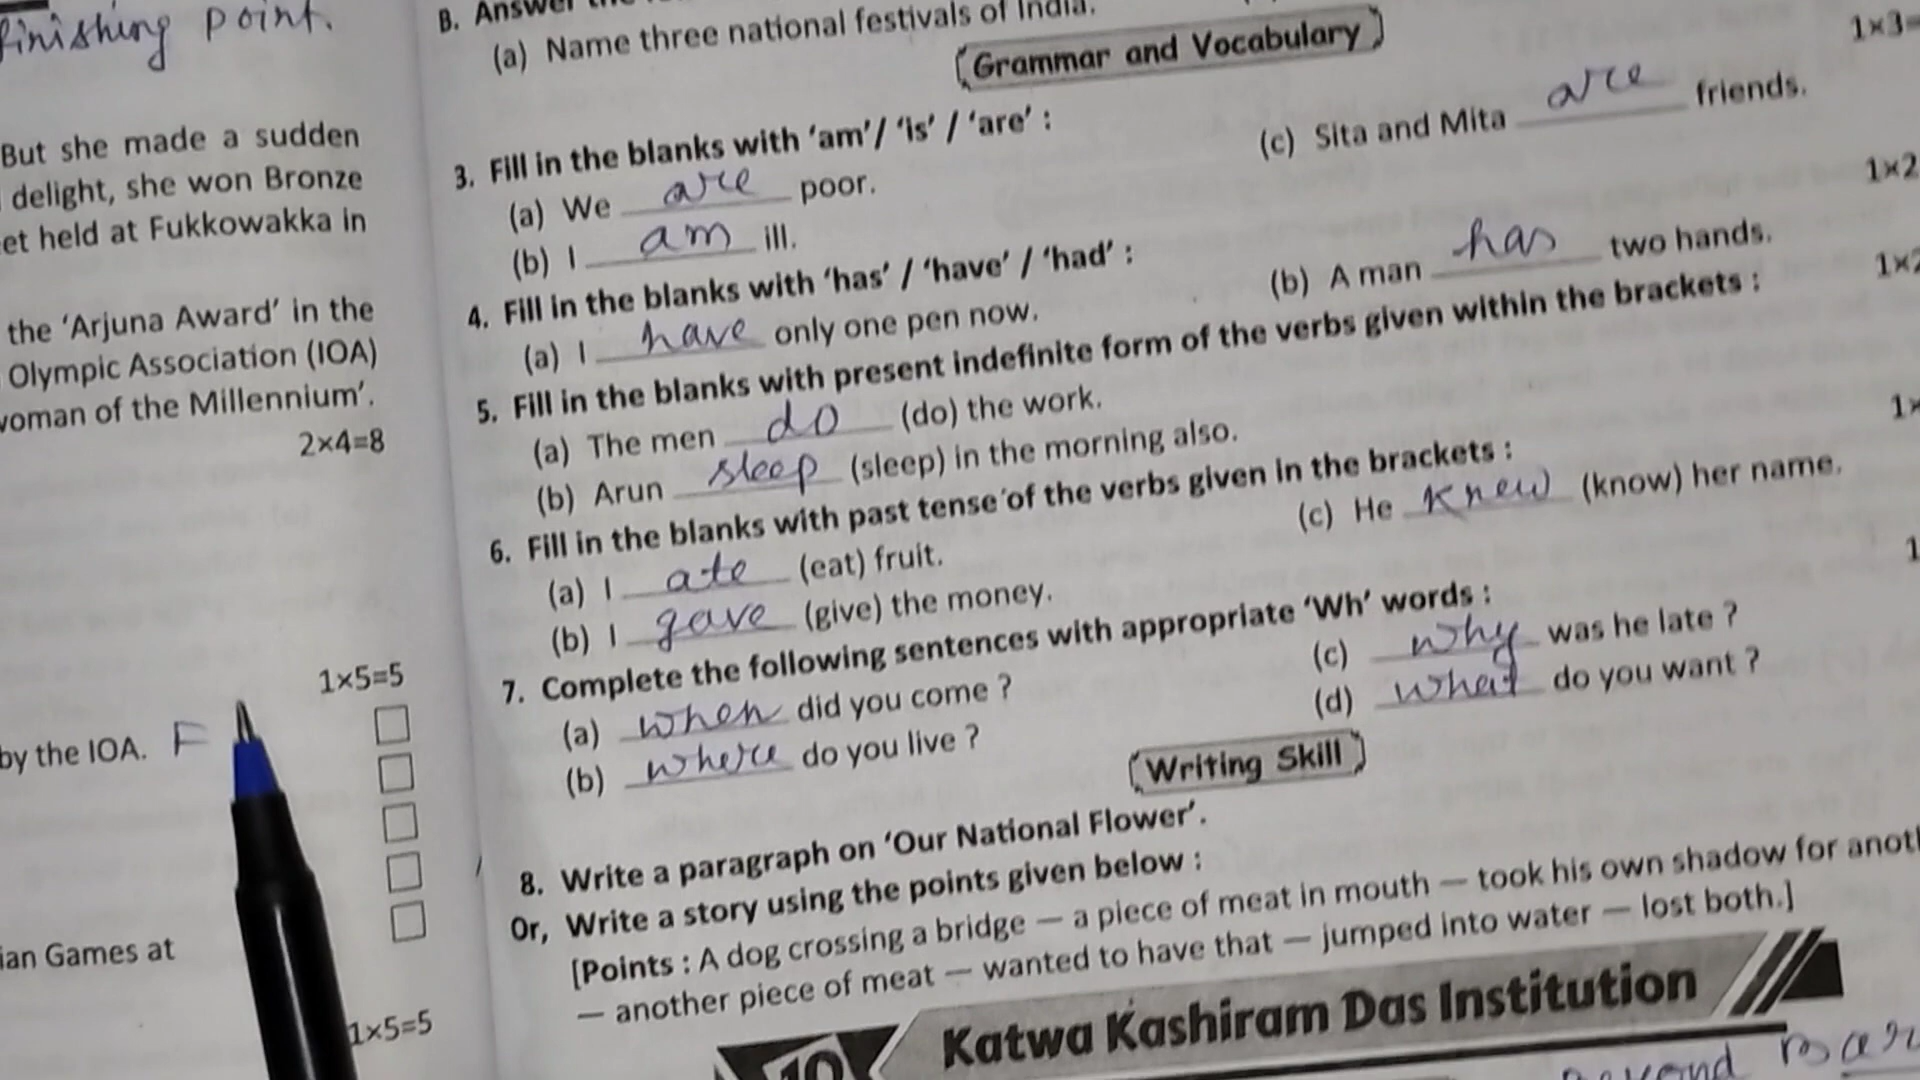 finishing point.
But she made a sudden
delight, she won Bronze
et held at Fukkowakka in
the 'Arjuna Award' in the
Olympic Association (IOA)
woman of the Millennium'.
2×4=8
1×5=5
by the IOA. F
ian Games at
1×5=5
B. Answer
(a) Name three national festivals of India.
Grammar and Vocabulary
1×3=
3. Fill in the blanks with 'am'/ 'is' / 'are' :
(a) We are poor.
(b) I am ill.
(c) Sita and Mita are friends.
4. Fill in the blanks with 'has' / 'have' / 'had' :
1×2
(a) I have only one pen now.
(b) A man has two hands.
5. Fill in the blanks with present indefinite form of the verbs given within the brackets :
1×2
(a) The men do (do) the work.
(b) Arun sleep (sleep) in the morning also.
6. Fill in the blanks with past tense of the verbs given in the brackets :
1×
(a) I ate (eat) fruit.
(b) I gave (give) the money.
(c) He knew (know) her name.
7. Complete the following sentences with appropriate 'Wh' words :
1
(a) when did you come ?
(b) where do you live ?
(c) why was he late ?
(d) what do you want ?
Writing Skill
8. Write a paragraph on 'Our National Flower'.
Or, Write a story using the points given below :
[Points : A dog crossing a bridge — a piece of meat in mouth — took his own shadow for anoth
— another piece of meat — wanted to have that — jumped into water — lost both.]
10 Katwa Kashiram Das Institution